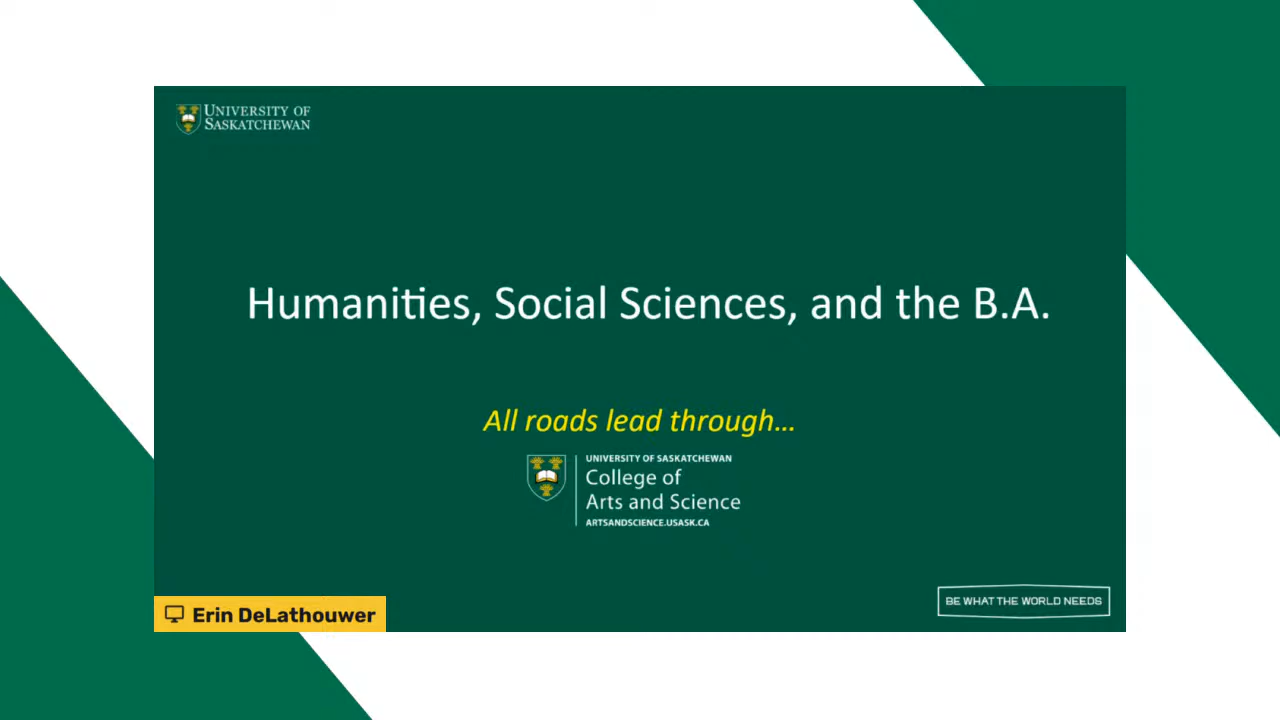 UNIVERSITY OF
SASKATCHEWAN
Humanities, Social Sciences, and the B.A.
All roads lead through...
UNIVERSITY OF SASKATCHEWAN
College of
Arts and Science
ARTSANDSCIENCE.USASK.CA
BE WHAT THE WORLD NEEDS
Erin DeLathouwer